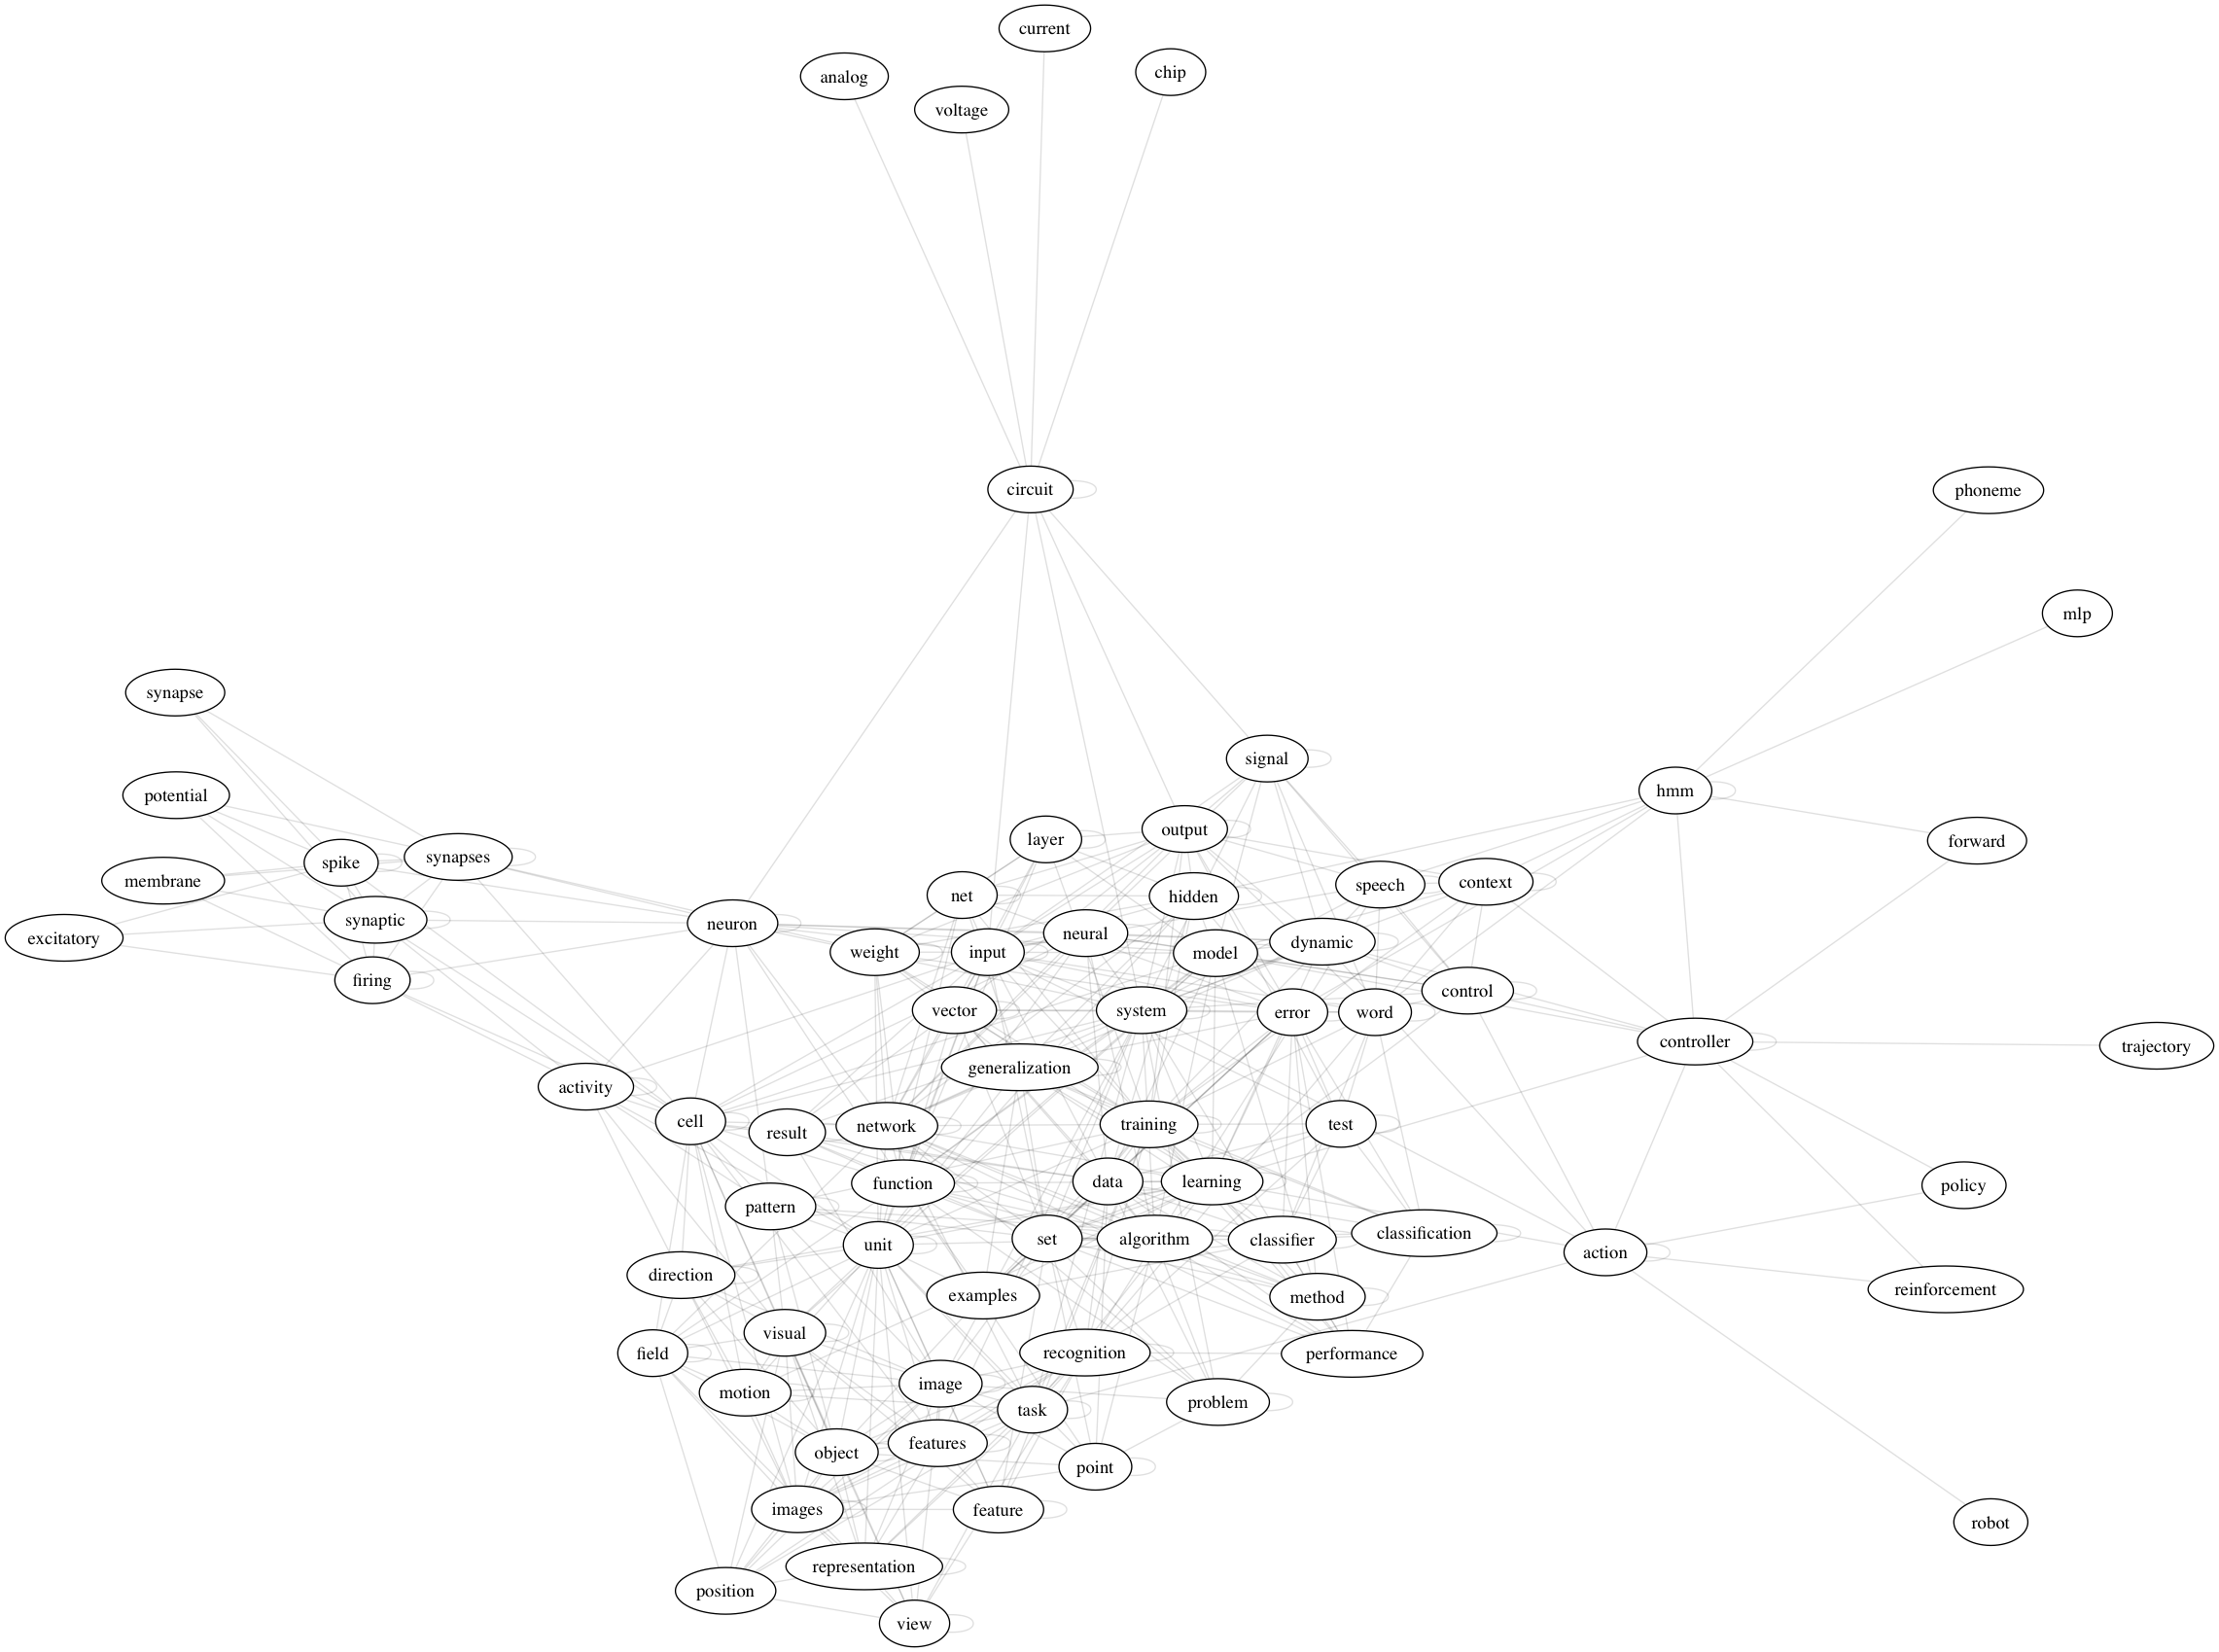 current
chip
analog
voltage
circuit
phoneme
mlp
synapse
signal
hmm
potential
output
layer
forward
synapses
spike
membrane
speech
context
net
hidden
synaptic
neuron
neural
excitatory
dynamic
weight
input
model
firing
control
vector
system
error
word
controller
trajectory
generalization
activity
cell
result
network
training
test
function
data
learning
policy
pattern
unit
set
algorithm
classifier
classification
action
direction
examples
method
reinforcement
visual
field
recognition
performance
motion
image
task
problem
object
features
point
images
feature
robot
representation
position
view